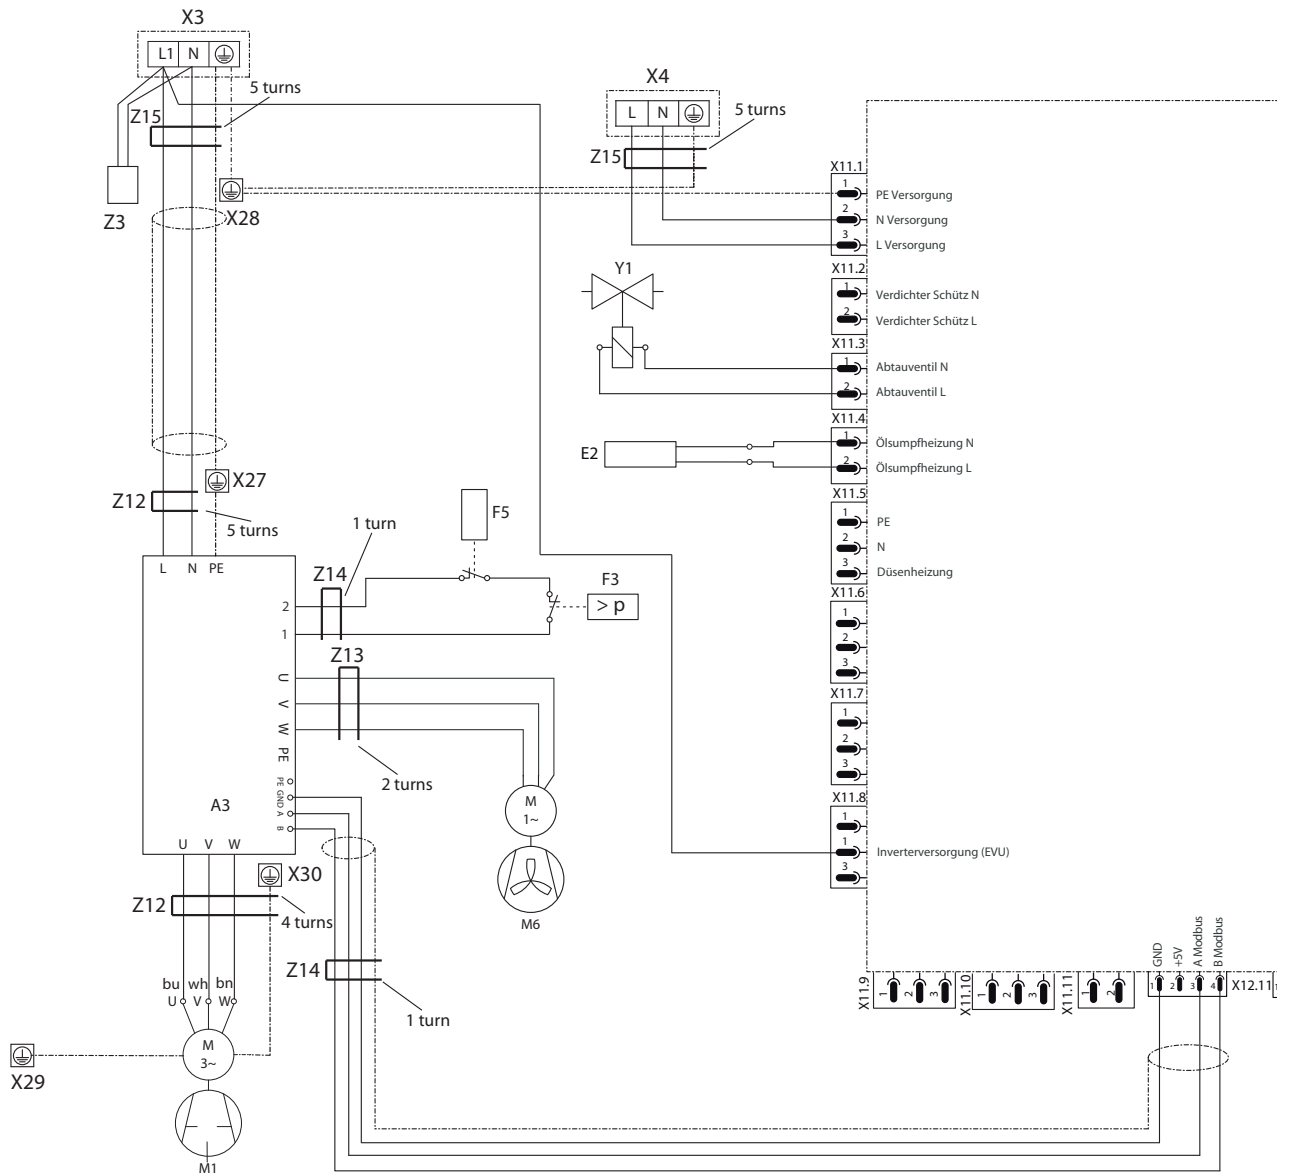 X3
L1 N
5 turns
Z15
Z3
X28
X4
L N
5 turns
Z15
X11.1
1 PE Versorgung
2 N Versorgung
3 L Versorgung
Y1
X11.2
1 Verdichter Schütz N
2 Verdichter Schütz L
X11.3
1 Abtauventil N
2 Abtauventil L
X11.4
E2
1 Ölsumpfheizung N
2 Ölsumpfheizung L
X11.5
1 PE
2 N
3 Düsenheizung
X11.6
1
2
3
X11.7
1
2
3
X11.8
1
1 Inverterversorgung (EVU)
3
X27
Z12
5 turns
1 turn
F5
L N PE
Z14
F3
> p
2
1
Z13
U
V
W
PE
2 turns
PE
GND
A
B
A3
M
1~
M6
U V W
X30
Z12
4 turns
Z14
1 turn
bu wh bn
U V W
M
3~
X29
M1
X11.9
1 2 3
X11.10
1 2 3
X11.11
1 2
GND
+5V
A Modbus
B Modbus
1 2 3 4
X12.11